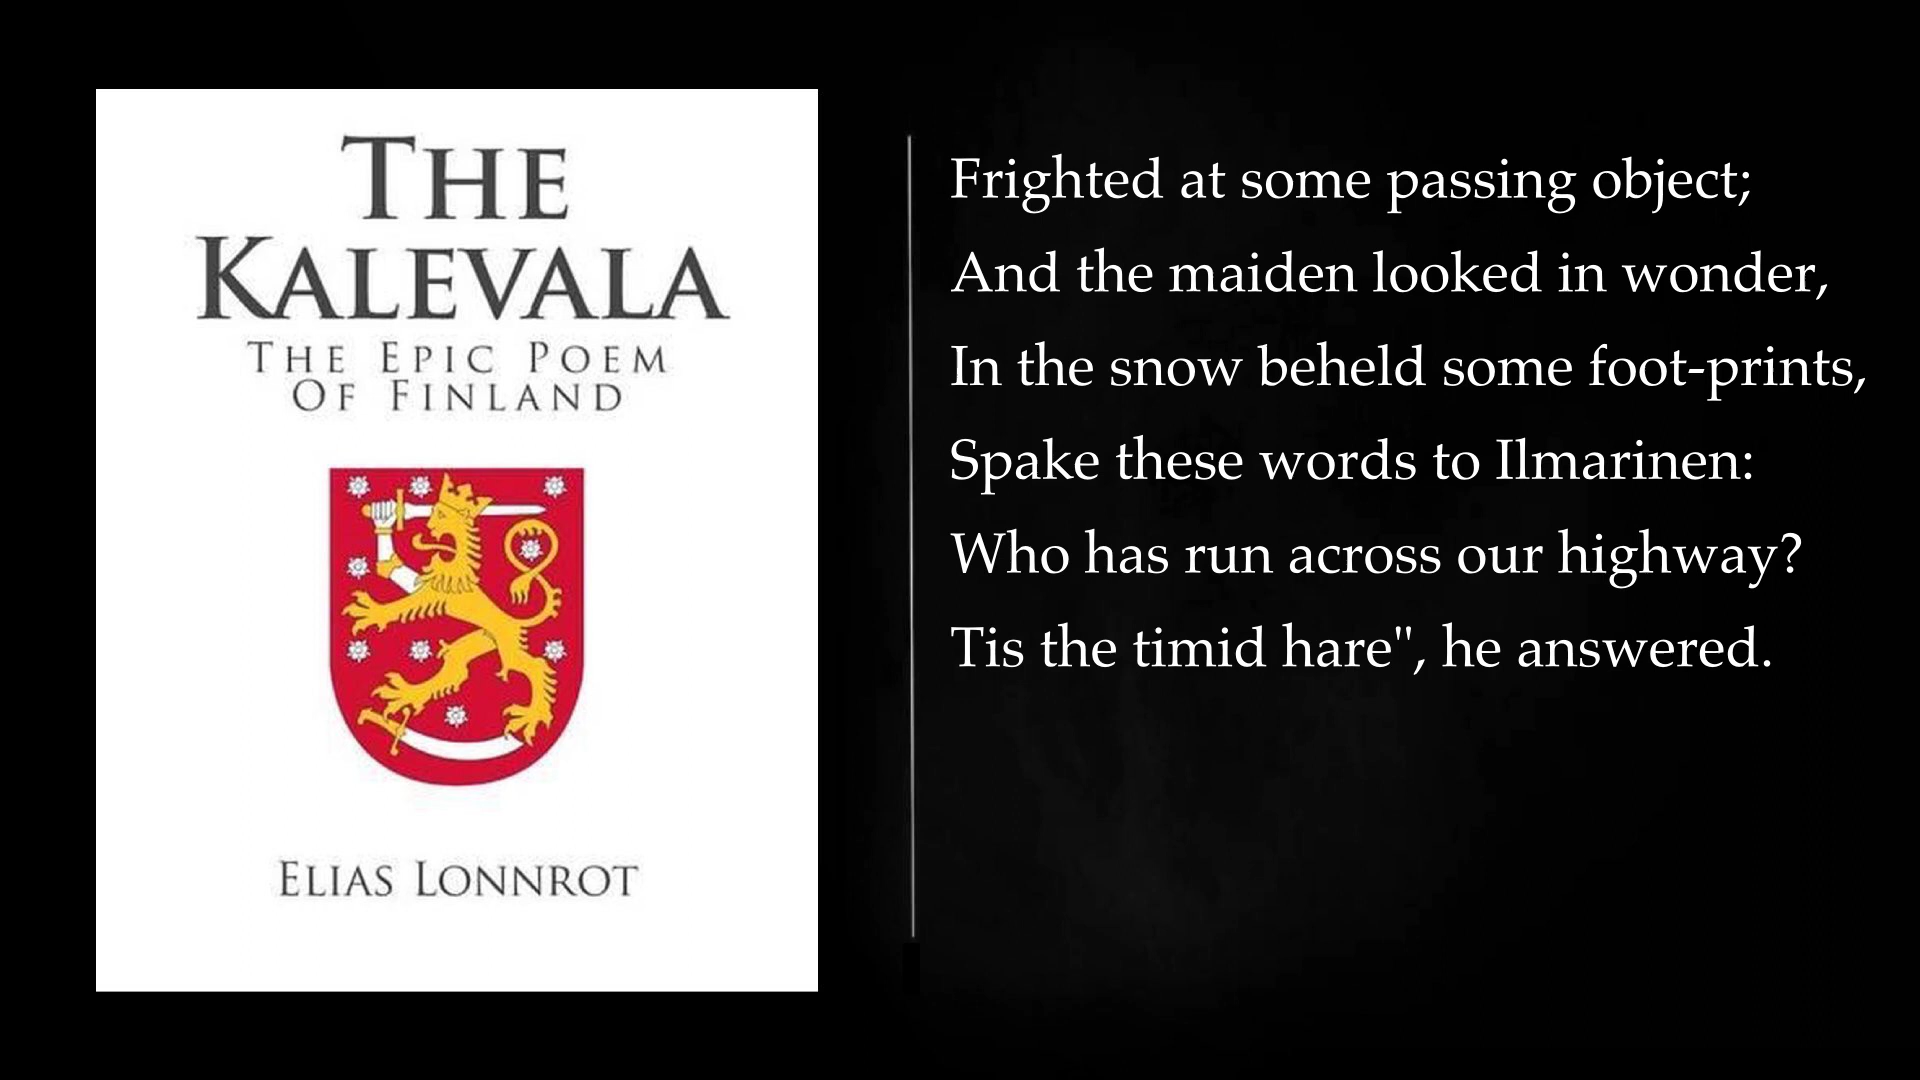 THE
KALEVALA
THE EPIC POEM
OF FINLAND
ELIAS LONNROT
Frighted at some passing object;
And the maiden looked in wonder,
In the snow beheld some foot-prints,
Spake these words to Ilmarinen:
Who has run across our highway?
Tis the timid hare", he answered.